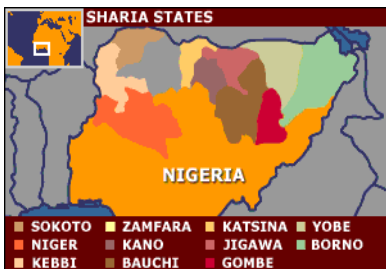 SHARIA STATES
NIGERIA
SOKOTO ZAMFARA KATSINA YOBE
NIGER KANO JIGAWA BORNO
KEBBI BAUCHI GOMBE